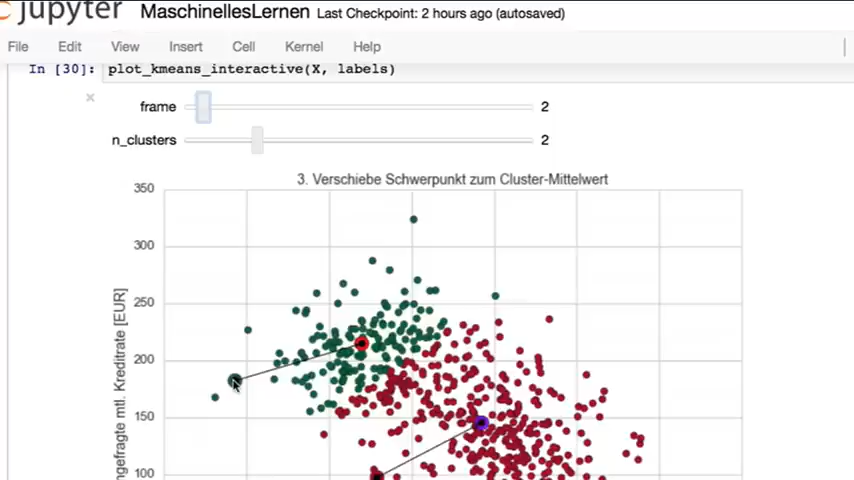 jupyter MaschinellesLernen Last Checkpoint: 2 hours ago (autosaved)
File Edit View Insert Cell Kernel Help
In [30]: plot_kmeans_interactive(X, labels)
×
frame 2
n_clusters 2
3. Verschiebe Schwerpunkt zum Cluster-Mittelwert
350
300
250
200
150
100
mtl. Kreditrate [EUR]